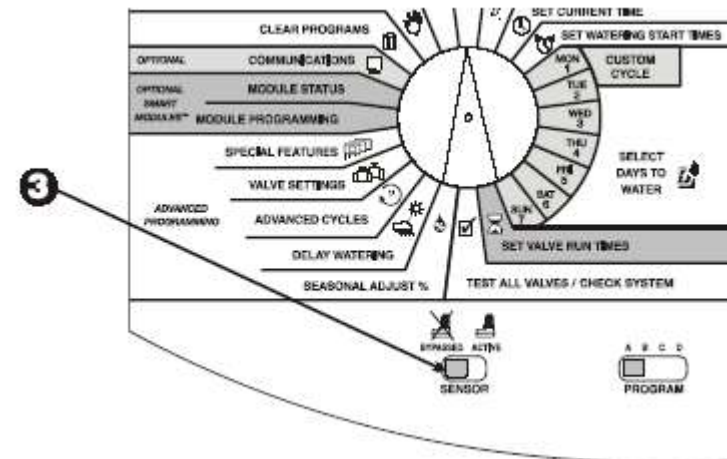 SET CURRENT TIME
CLEAR PROGRAMS
SET WATERING START TIMES
OPTIONAL
COMMUNICATIONS
MON
1
CUSTOM
CYCLE
OPTIONAL
SMART
MODULES™
MODULE STATUS
TUE
2
MODULE PROGRAMMING
WED
3
SPECIAL FEATURES
THU
4
SELECT
DAYS TO
WATER
VALVE SETTINGS
FRI
5
3
ADVANCED
PROGRAMMING
SAT
6
ADVANCED CYCLES
SUN
7
DELAY WATERING
SET VALVE RUN TIMES
SEASONAL ADJUST %
TEST ALL VALVES / CHECK SYSTEM
BYPASSED ACTIVE
A B C D
SENSOR
PROGRAM